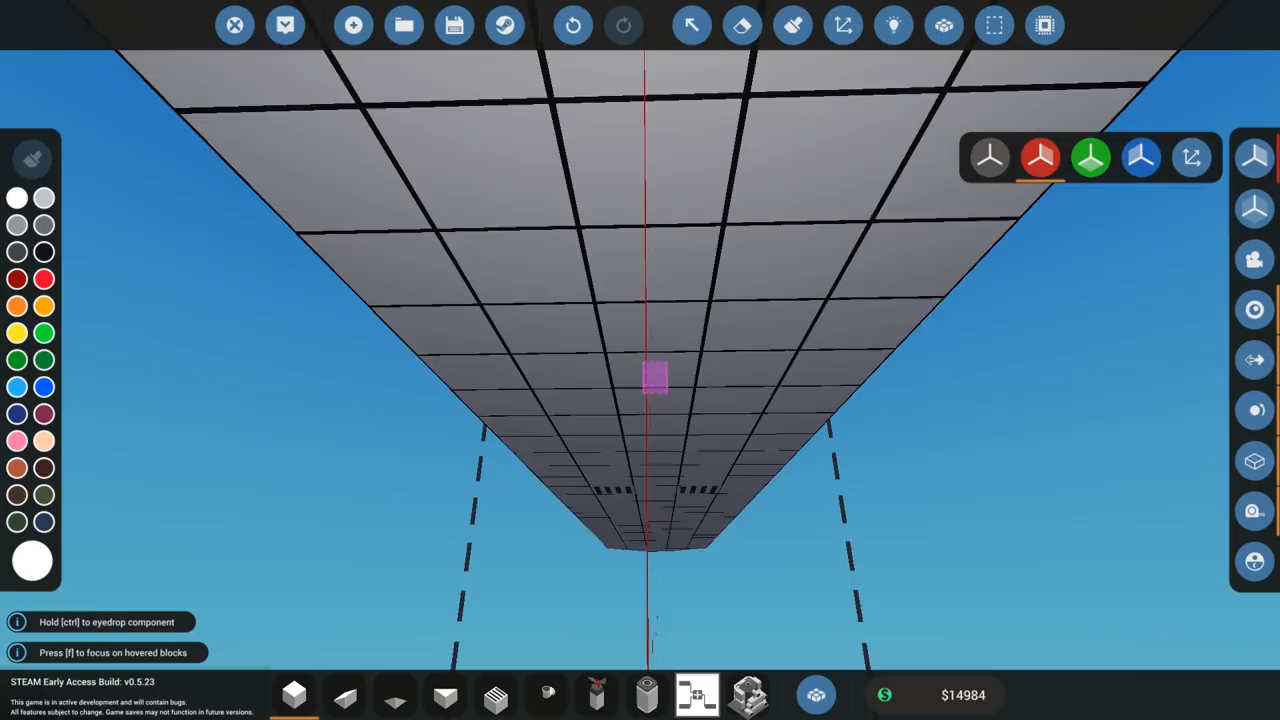 Hold [ctrl] to eyedrop component
Press [f] to focus on hovered blocks
STEAM Early Access Build: v0.5.23
This game is in active development and will contain bugs.
All features subject to change. Game saves may not function in future versions.
$ $14984